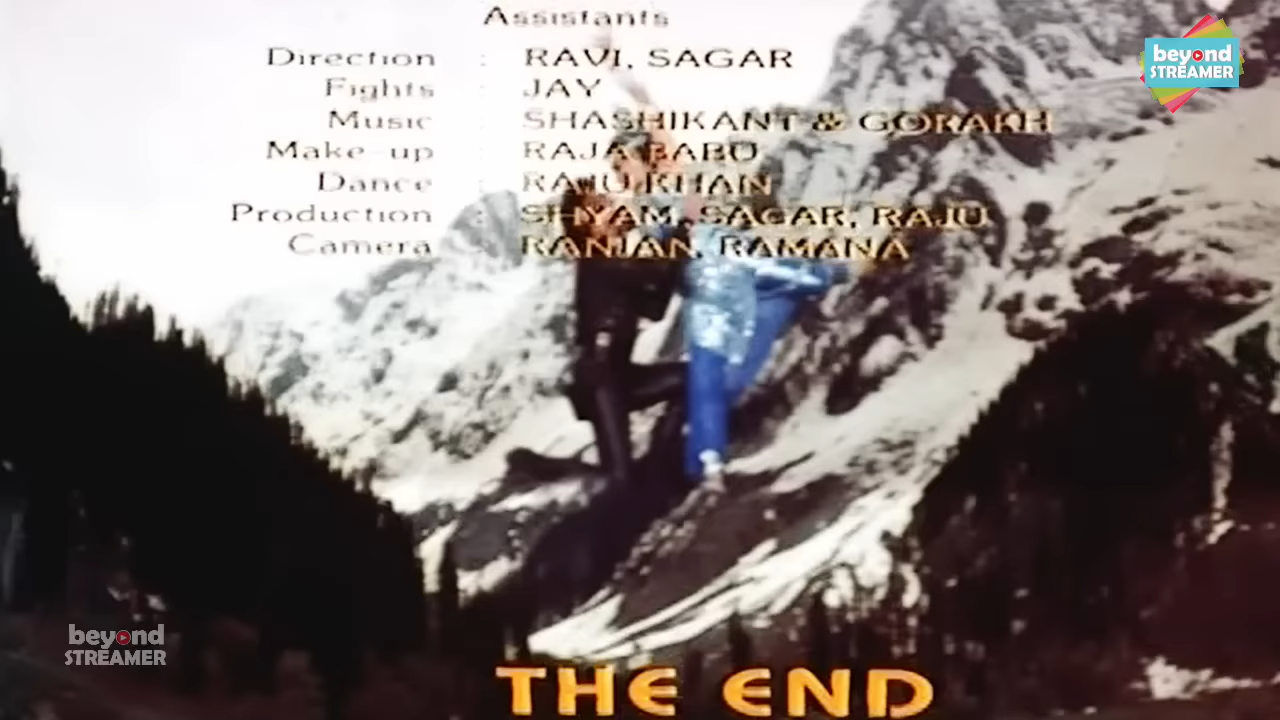 Assistants
Direction : RAVI, SAGAR
Fights : JAY
Music : SHASHIKANT & GORAKH
Make-up : RAJA BABU
Dance : RAJU KHAN
Production : SHYAM, SAGAR, RAJU
Camera : RANJAN, RAMANA
THE END
beyond
STREAMER
beyond
STREAMER